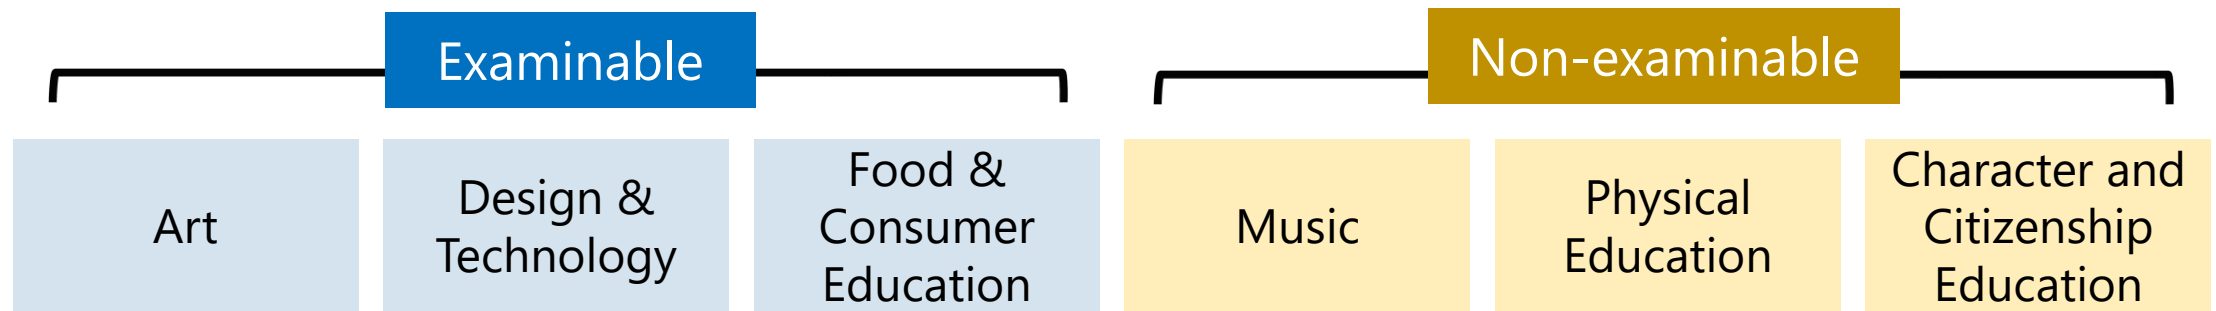 Examinable
Non-examinable
Art
Design &
Technology
Food &
Consumer
Education
Music
Physical
Education
Character and
Citizenship
Education